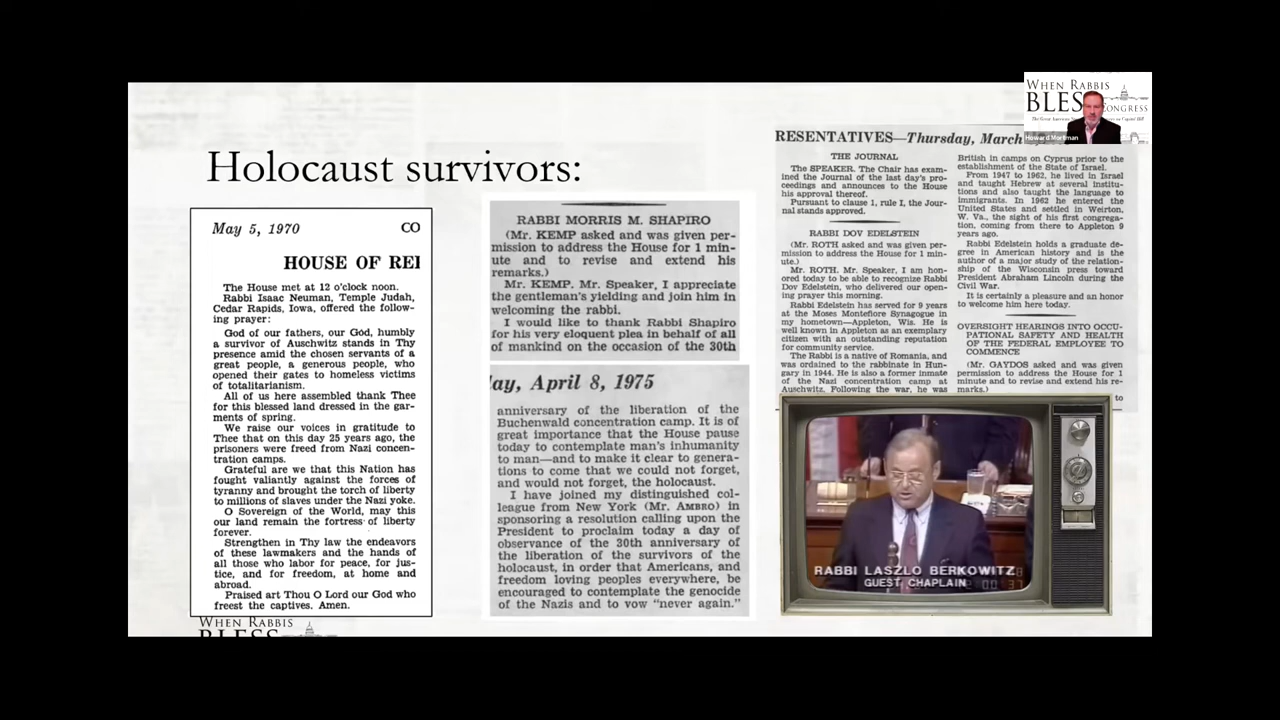 WHEN RABBIS
BLES
CONGRESS
Howard Mortman
Holocaust survivors:
May 5, 1970
CO
HOUSE OF REI
The House met at 12 o'clock noon.
Rabbi Isaac Neuman, Temple Judah,
Cedar Rapids, Iowa, offered the follow-
ing prayer:
God of our fathers, our God, humbly
a survivor of Auschwitz stands in Thy
presence amid the chosen servants of a
great people, a generous people, who
opened their gates to homeless victims
of totalitarianism.
All of us here assembled thank Thee
for this blessed land dressed in the gar-
ments of spring.
We raise our voices in gratitude to
Thee that on this day 25 years ago, the
prisoners were freed from Nazi concen-
tration camps.
Grateful are we that this Nation has
fought valiantly against the forces of
tyranny and brought the torch of liberty
to millions of slaves under the Nazi yoke.
O Sovereign of the World, may this
our land remain the fortress of liberty
forever.
Strengthen in Thy law the endeavors
of these lawmakers and the hands of
all those who labor for peace, for jus-
tice, and for freedom, at home and
abroad.
Praised art Thou O Lord our God who
freest the captives. Amen.
WHEN RABBIS
BLESS
RABBI MORRIS M. SHAPIRO
(Mr. KEMP asked and was given per-
mission to address the House for 1 min-
ute and to revise and extend his
remarks.)
Mr. KEMP. Mr. Speaker, I appreciate
the gentleman's yielding and join him in
welcoming the rabbi.
I would like to thank Rabbi Shapiro
for his very eloquent plea in behalf of all
of mankind on the occasion of the 30th
ay, April 8, 1975
anniversary of the liberation of the
Buchenwald concentration camp. It is of
great importance that the House pause
today to contemplate man's inhumanity
to man—and to make it clear to genera-
tions to come that we could not forget,
and would not forget, the holocaust.
I have joined my distinguished col-
league from New York (Mr. AMBRO) in
sponsoring a resolution calling upon the
President to proclaim today a day of
observance of the 30th anniversary of
the liberation of the survivors of the
holocaust, in order that Americans, and
freedom loving peoples everywhere, be
encouraged to contemplate the genocide
of the Nazis and to vow "never again."
RESENTATIVES—Thursday, March
THE JOURNAL
The SPEAKER. The Chair has exam-
ined the Journal of the last day's pro-
ceedings and announces to the House
his approval thereof.
Pursuant to clause 1, rule I, the Jour-
nal stands approved.
RABBI DOV EDELSTEIN
(Mr. ROTH asked and was given per-
mission to address the House for 1 min-
ute.)
Mr. ROTH. Mr. Speaker, I am hon-
ored today to be able to recognize Rabbi
Dov Edelstein, who delivered our open-
ing prayer this morning.
Rabbi Edelstein has served for 9 years
at the Moses Montefiore Synagogue in
my hometown—Appleton, Wis. He is
well known in Appleton as an exemplary
citizen with an outstanding reputation
for community service.
The Rabbi is a native of Romania, and
was ordained to the rabbinate in Hun-
gary in 1944. He is also a former inmate
of the Nazi concentration camp at
Auschwitz. Following the war, he was
British in camps on Cyprus prior to the
establishment of the State of Israel.
From 1947 to 1962, he lived in Israel
and taught Hebrew at several institu-
tions and also taught the language to
immigrants. In 1962 he entered the
United States and settled in Weirton,
W. Va., the sight of his first congrega-
tion, coming from there to Appleton 9
years ago.
Rabbi Edelstein holds a graduate de-
gree in American history and is the
author of a major study of the relation-
ship of the Wisconsin press toward
President Abraham Lincoln during the
Civil War.
It is certainly a pleasure and an honor
to welcome him here today.
OVERSIGHT HEARINGS INTO OCCU-
PATIONAL SAFETY AND HEALTH
OF THE FEDERAL EMPLOYEE TO
COMMENCE
(Mr. GAYDOS asked and was given
permission to address the House for 1
minute and to revise and extend his re-
marks.)
to
RABBI LASZLO BERKOWITZ
GUEST CHAPLAIN